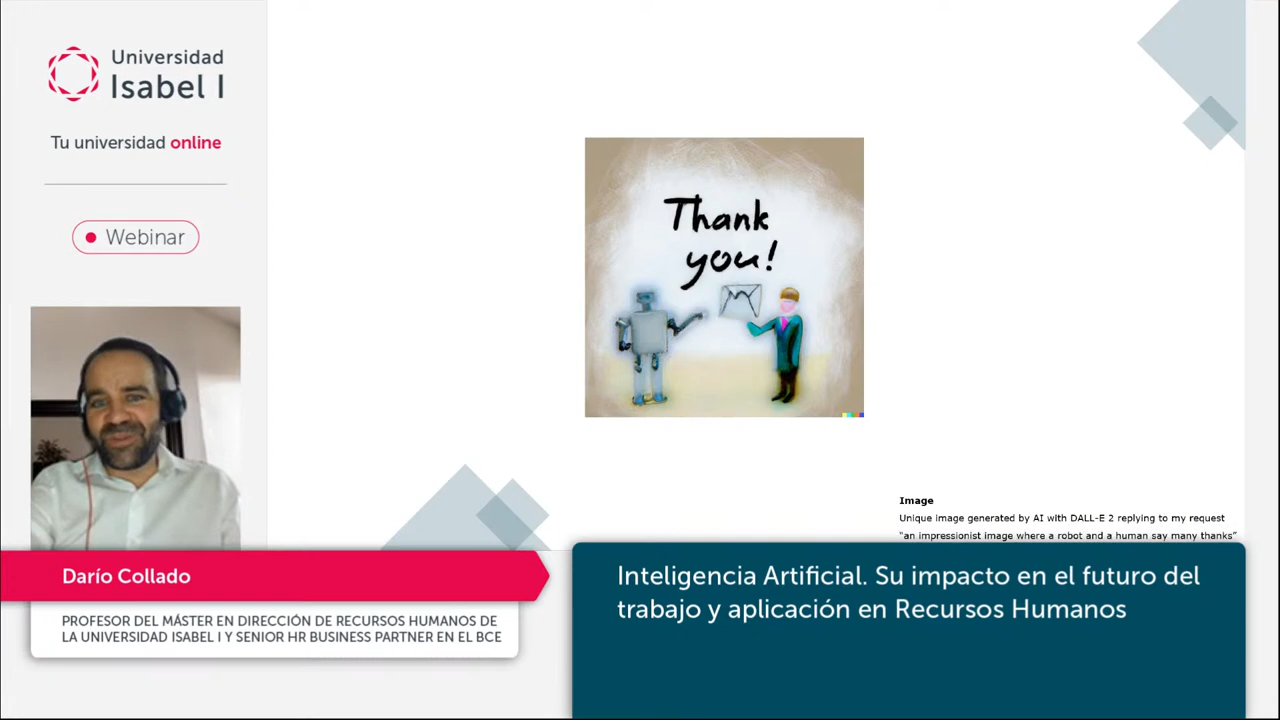 Universidad
Isabel I
Tu universidad online
Webinar
Thank
you!
Image
Unique image generated by AI with DALL-E 2 replying to my request
“an impressionist image where a robot and a human say many thanks”
Darío Collado
PROFESOR DEL MÁSTER EN DIRECCIÓN DE RECURSOS HUMANOS DE
LA UNIVERSIDAD ISABEL I Y SENIOR HR BUSINESS PARTNER EN EL BCE
Inteligencia Artificial. Su impacto en el futuro del
trabajo y aplicación en Recursos Humanos